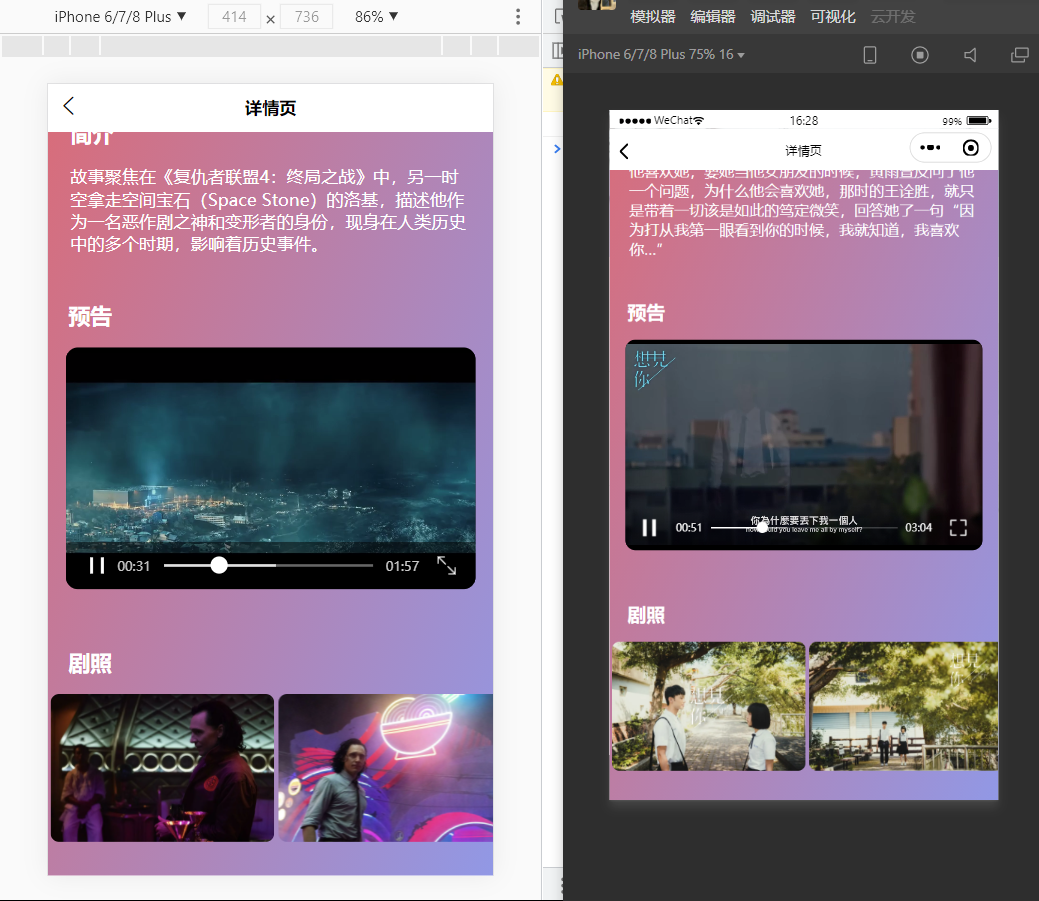 iPhone 6/7/8 Plus ▼ 414 × 736 86% ▼
详情页
简介
故事聚焦在《复仇者联盟4：终局之战》中，另一时
空拿走空间宝石（Space Stone）的洛基，描述他作
为一名恶作剧之神和变形者的身份，现身在人类历史
中的多个时期，影响着历史事件。
预告
00:31 01:57
剧照
模拟器 编辑器 调试器 可视化 云开发
iPhone 6/7/8 Plus 75% 16 ▾
WeChat 16:28 99%
详情页
他喜欢她，要她当他女朋友的时候，黄雨萱反问了他
一个问题，为什么他会喜欢她，那时的王诠胜，就只
是带着一切该是如此的笃定微笑，回答她了一句“因
为打从我第一眼看到你的时候，我就知道，我喜欢
你...”
预告
想見
你
你為什麼要丟下我一個人
how could you leave me all by myself?
00:51 03:04
剧照
想見
你
想見
你